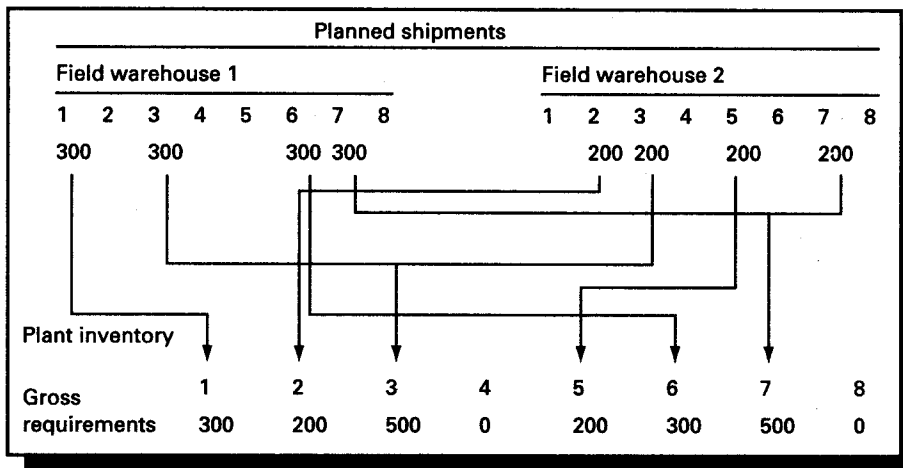 Planned shipments
Field warehouse 1 Field warehouse 2
1 2 3 4 5 6 7 8 1 2 3 4 5 6 7 8
300 300 300 300 200 200 200 200
Plant inventory
1 2 3 4 5 6 7 8
Gross
requirements 300 200 500 0 200 300 500 0